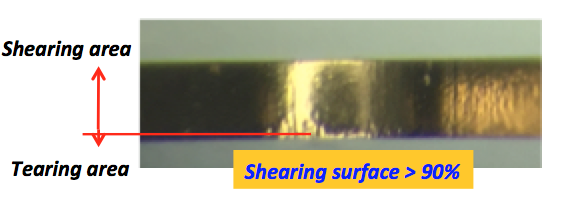 Shearing area
Tearing area
Shearing surface > 90%